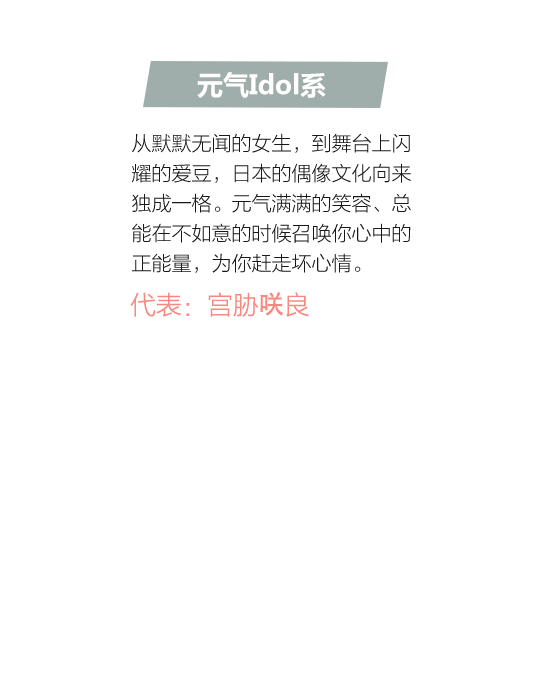 元气Idol系
从默默无闻的女生，到舞台上闪
耀的爱豆，日本的偶像文化向来
独成一格。元气满满的笑容、总
能在不如意的时候召唤你心中的
正能量，为你赶走坏心情。
代表：宫胁咲良